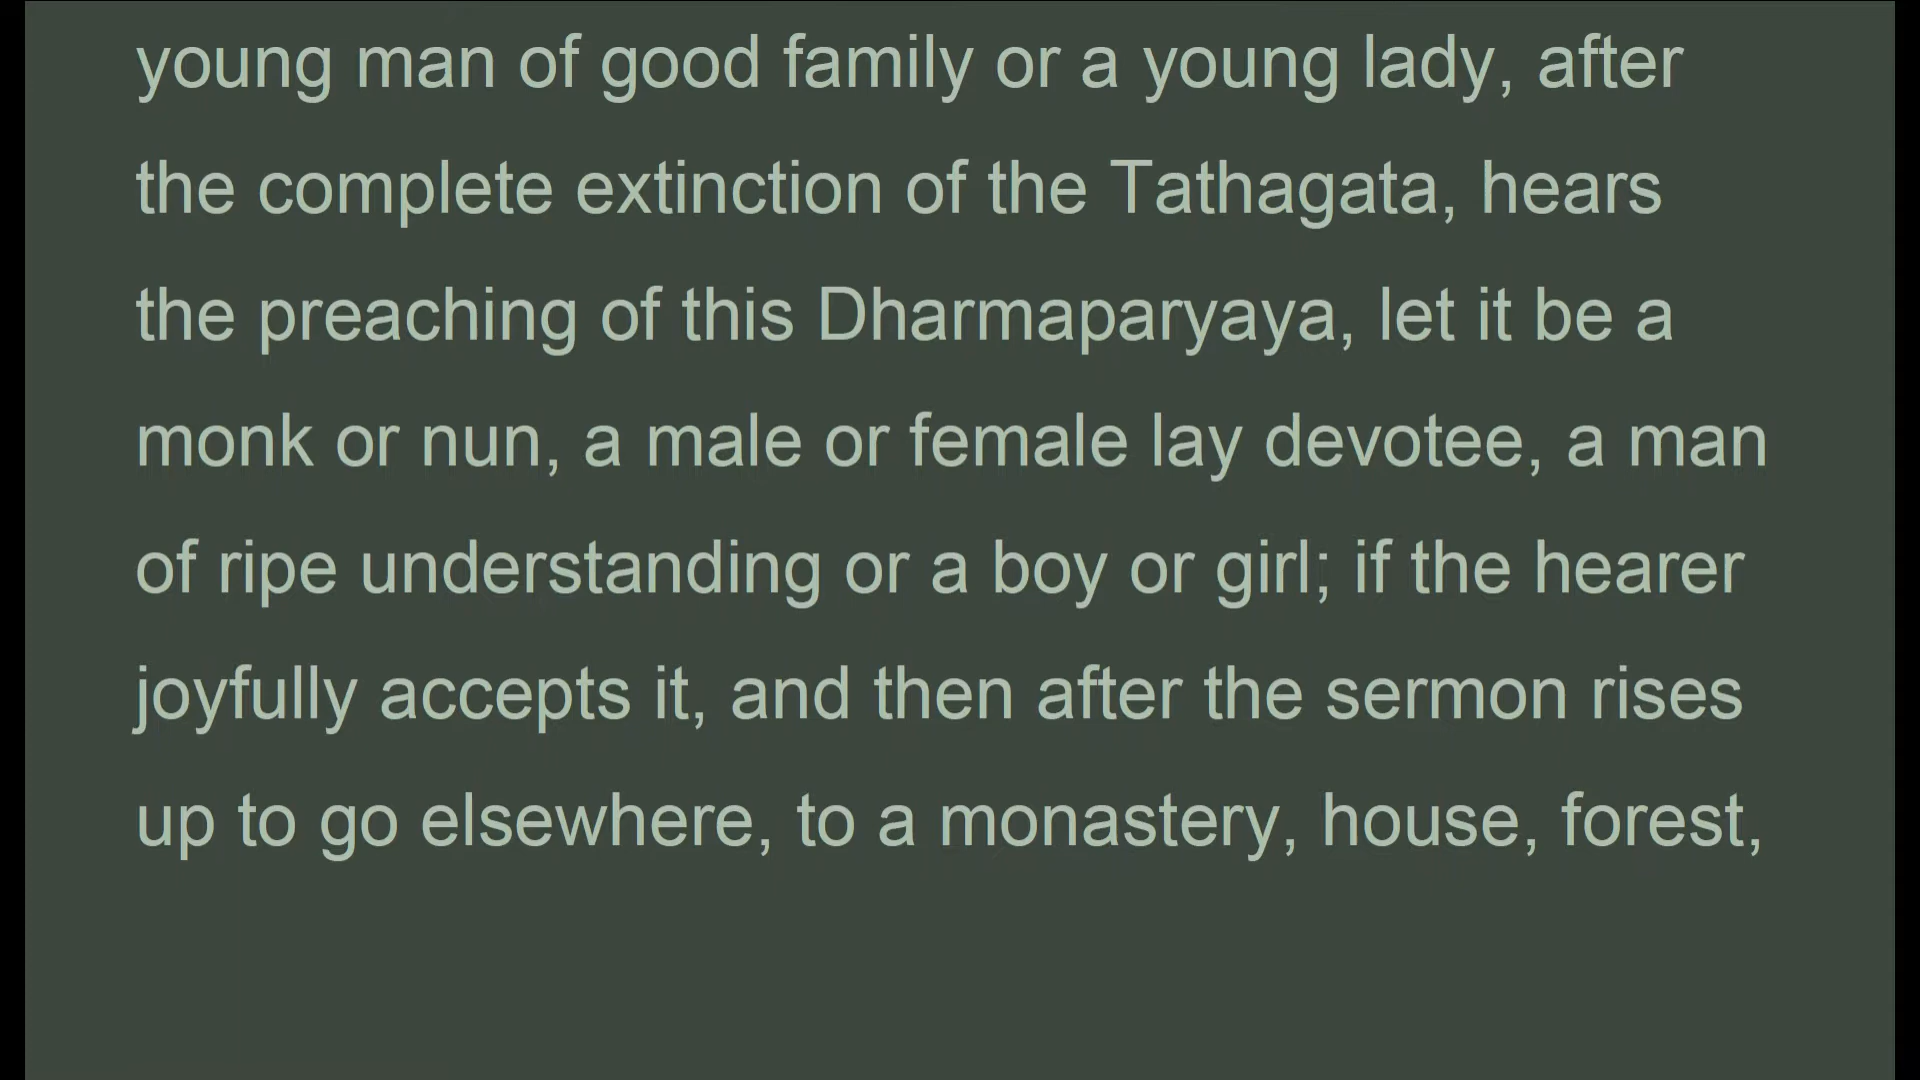 young man of good family or a young lady, after
the complete extinction of the Tathagata, hears
the preaching of this Dharmaparyaya, let it be a
monk or nun, a male or female lay devotee, a man
of ripe understanding or a boy or girl; if the hearer
joyfully accepts it, and then after the sermon rises
up to go elsewhere, to a monastery, house, forest,